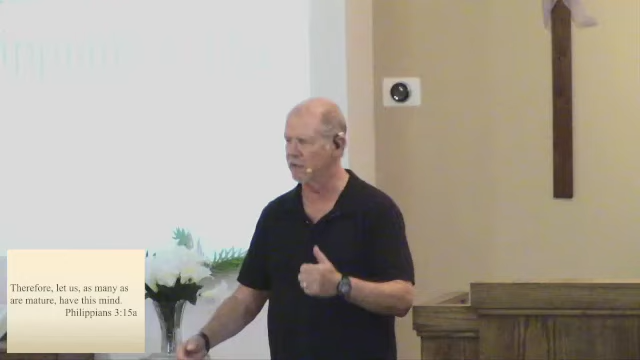 Therefore, let us, as many as
are mature, have this mind.
Philippians 3:15a